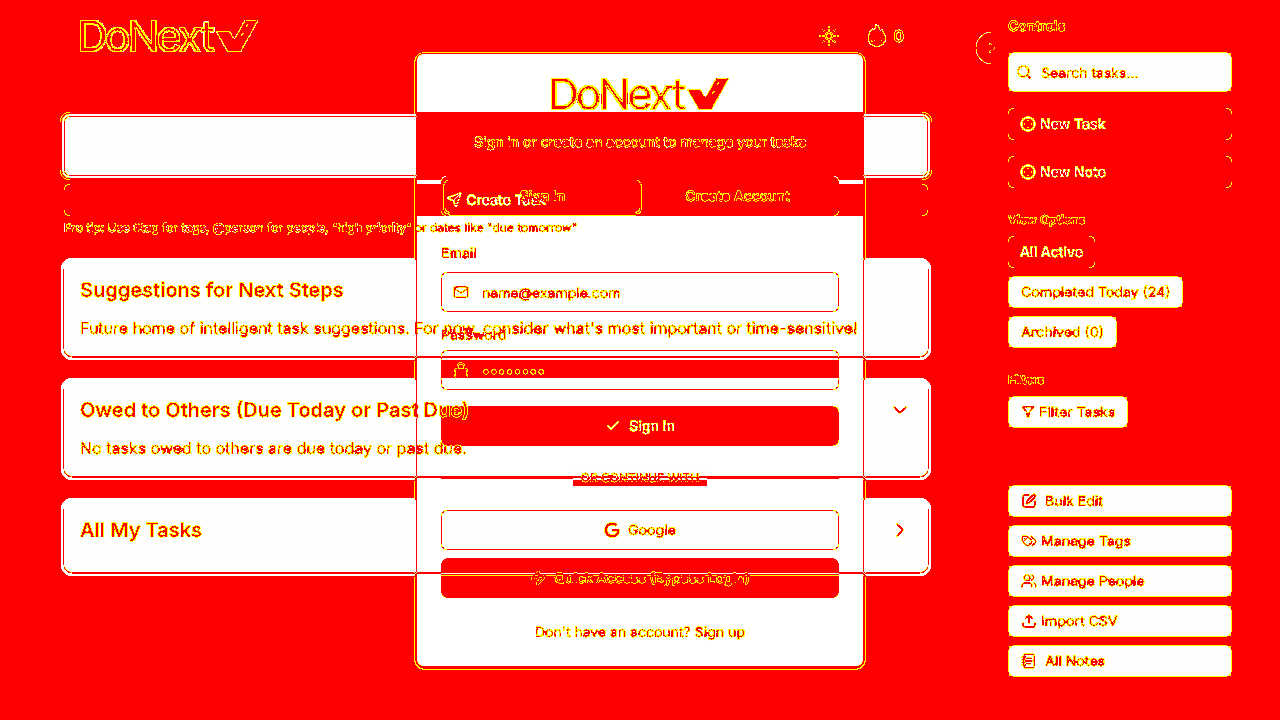 DoNext
0
DoNext
Sign in or create an account to manage your tasks
Create Task
Sign In
Create Account
Pro tip: Use #tag for tags, @person for people, "high priority" or dates like "due tomorrow"
Email
name@example.com
Suggestions for Next Steps
Future home of intelligent task suggestions. For now, consider what's most important or time-sensitive!
Password
Owed to Others (Due Today or Past Due)
Sign In
No tasks owed to others are due today or past due.
OR CONTINUE WITH
All My Tasks
Google
Quick Access (Bypass Log In)
Don't have an account? Sign up
Controls
Search tasks...
New Task
New Note
View Options
All Active
Completed Today (24)
Archived (0)
Filters
Filter Tasks
Bulk Edit
Manage Tags
Manage People
Import CSV
All Notes